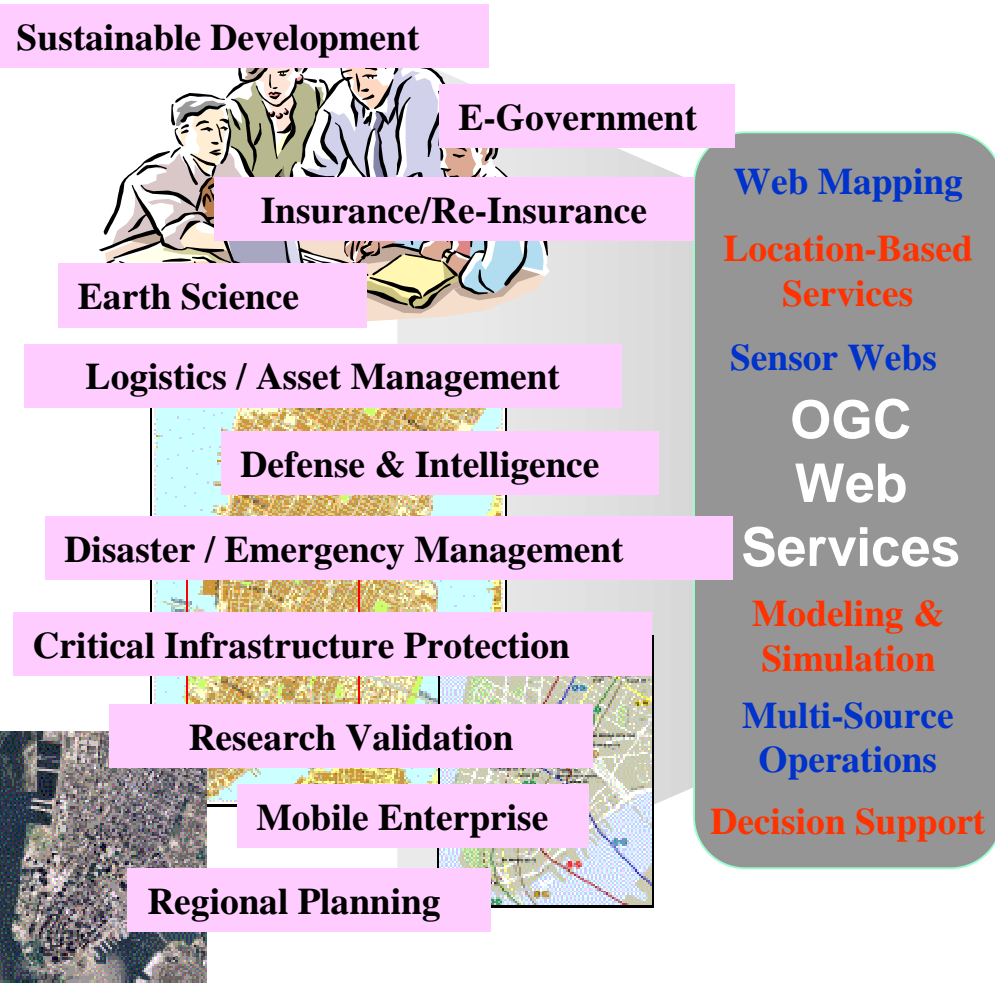 Sustainable Development
E-Government
Insurance/Re-Insurance
Earth Science
Logistics / Asset Management
Defense & Intelligence
Disaster / Emergency Management
Critical Infrastructure Protection
Research Validation
Mobile Enterprise
Regional Planning
Web Mapping
Location-Based
Services
Sensor Webs
OGC
Web
Services
Modeling &
Simulation
Multi-Source
Operations
Decision Support